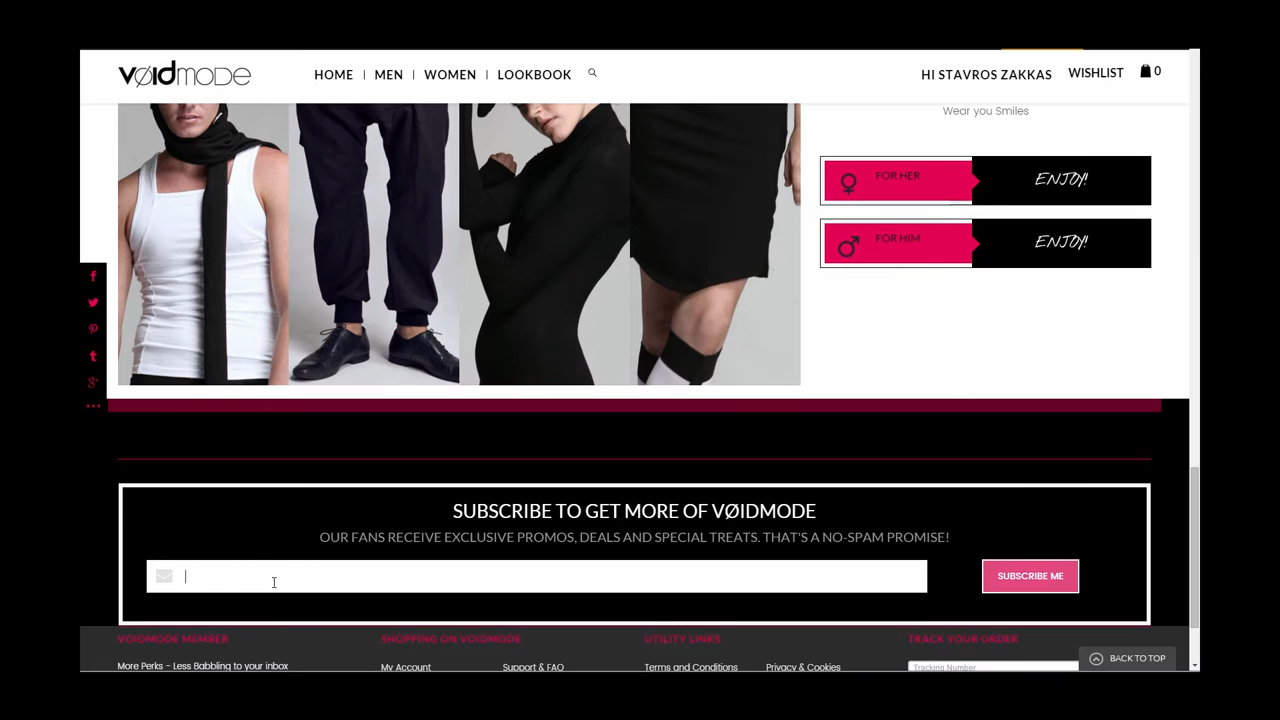 VØIDMODE
HOME | MEN | WOMEN | LOOKBOOK
HI STAVROS ZAKKAS WISHLIST 0
Wear you Smiles
FOR HER ENJOY!
FOR HIM ENJOY!
SUBSCRIBE TO GET MORE OF VØIDMODE
OUR FANS RECEIVE EXCLUSIVE PROMOS, DEALS AND SPECIAL TREATS. THAT'S A NO-SPAM PROMISE!
SUBSCRIBE ME
VOIDMODE MEMBER SHOPPING ON VOIDMODE UTILITY LINKS TRACK YOUR ORDER
More Perks - Less Babbling to your inbox My Account Support & FAQ Terms and Conditions Privacy & Cookies Tracking Number
BACK TO TOP